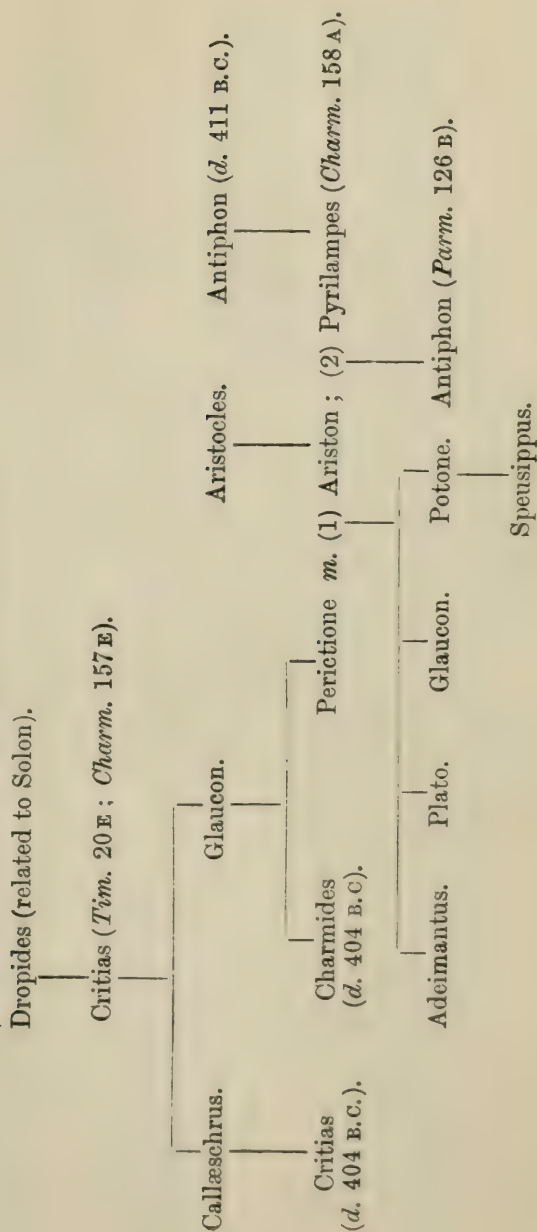 Dropides (related to Solon).
Critias (Tim. 20 E ; Charm. 157 E).
Callæschrus. Glaucon. Aristocles. Antiphon (d. 411 B.C.).
Critias Charmides Perictione m. (1) Ariston ; (2) Pyrilampes (Charm. 158 A).
(d. 404 B.C.). (d. 404 B.C).
Adeimantus. Plato. Glaucon. Potone. Antiphon (Parm. 126 B).
Speusippus.